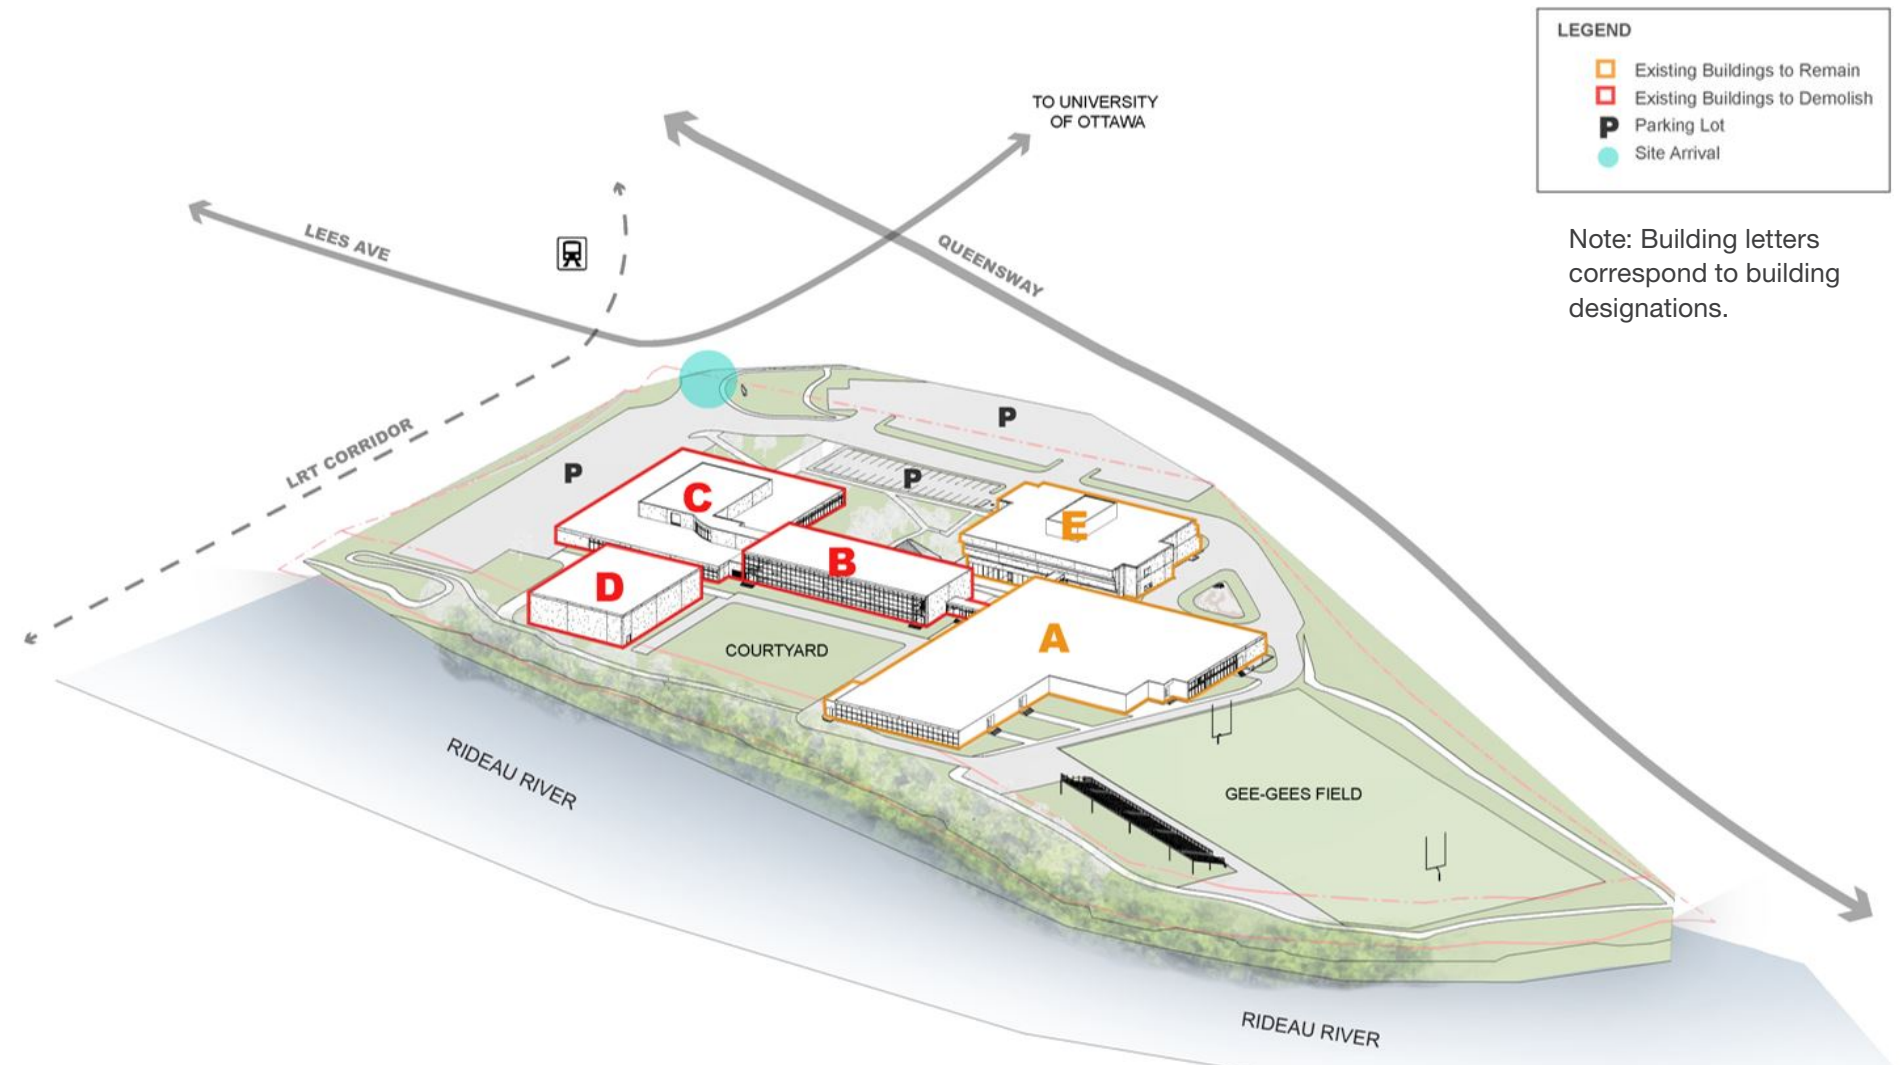 LEGEND
Existing Buildings to Remain
Existing Buildings to Demolish
P Parking Lot
Site Arrival
Note: Building letters
correspond to building
designations.
TO UNIVERSITY
OF OTTAWA
LEES AVE
QUEENSWAY
LRT CORRIDOR
P
P
P
C
B
D
E
A
COURTYARD
GEE-GEES FIELD
RIDEAU RIVER
RIDEAU RIVER